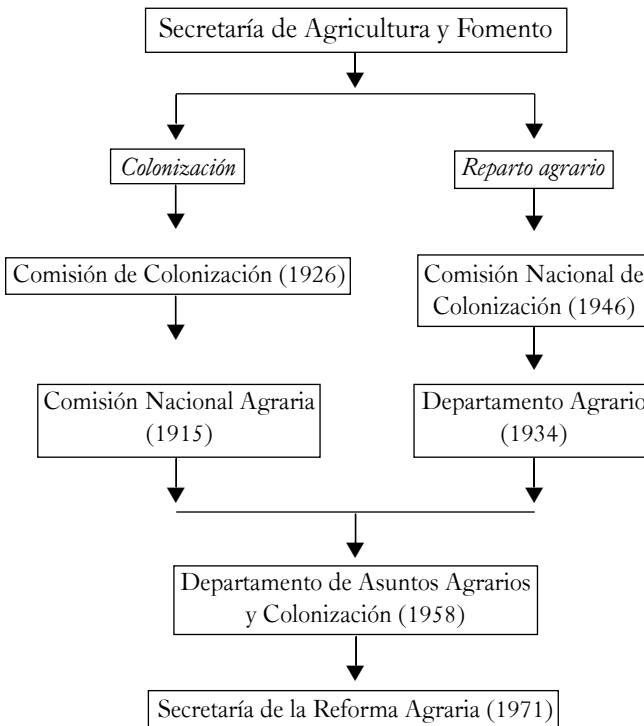 Secretaría de Agricultura y Fomento
Colonización
Reparto agrario
Comisión de Colonización (1926)
Comisión Nacional de
Colonización (1946)
Comisión Nacional Agraria
(1915)
Departamento Agrario
(1934)
Departamento de Asuntos Agrarios
y Colonización (1958)
Secretaría de la Reforma Agraria (1971)